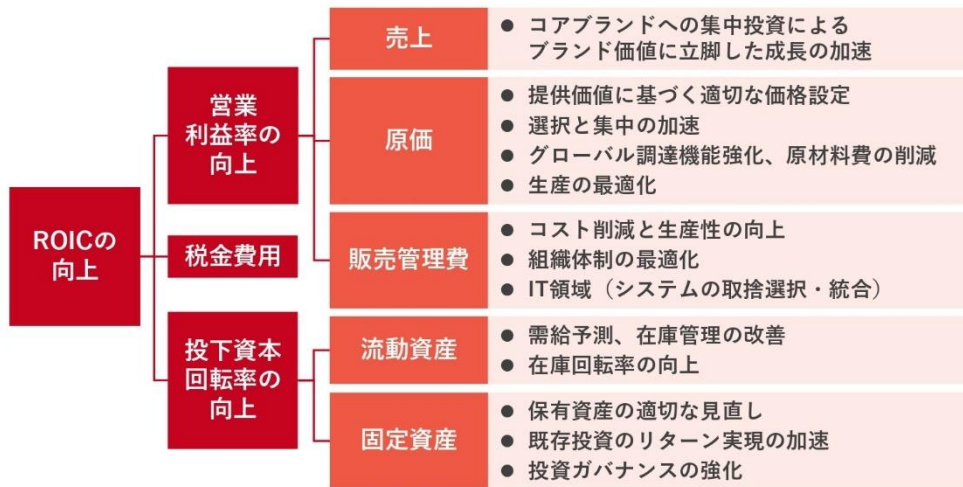 ROICの
向上
営業
利益率の
向上
税金費用
投下資本
回転率の
向上
売上
● コアブランドへの集中投資による
ブランド価値に立脚した成長の加速
原価
● 提供価値に基づく適切な価格設定
● 選択と集中の加速
● グローバル調達機能強化、原材料費の削減
● 生産の最適化
販売管理費
● コスト削減と生産性の向上
● 組織体制の最適化
● IT領域（システムの取捨選択・統合）
流動資産
● 需給予測、在庫管理の改善
● 在庫回転率の向上
固定資産
● 保有資産の適切な見直し
● 既存投資のリターン実現の加速
● 投資ガバナンスの強化